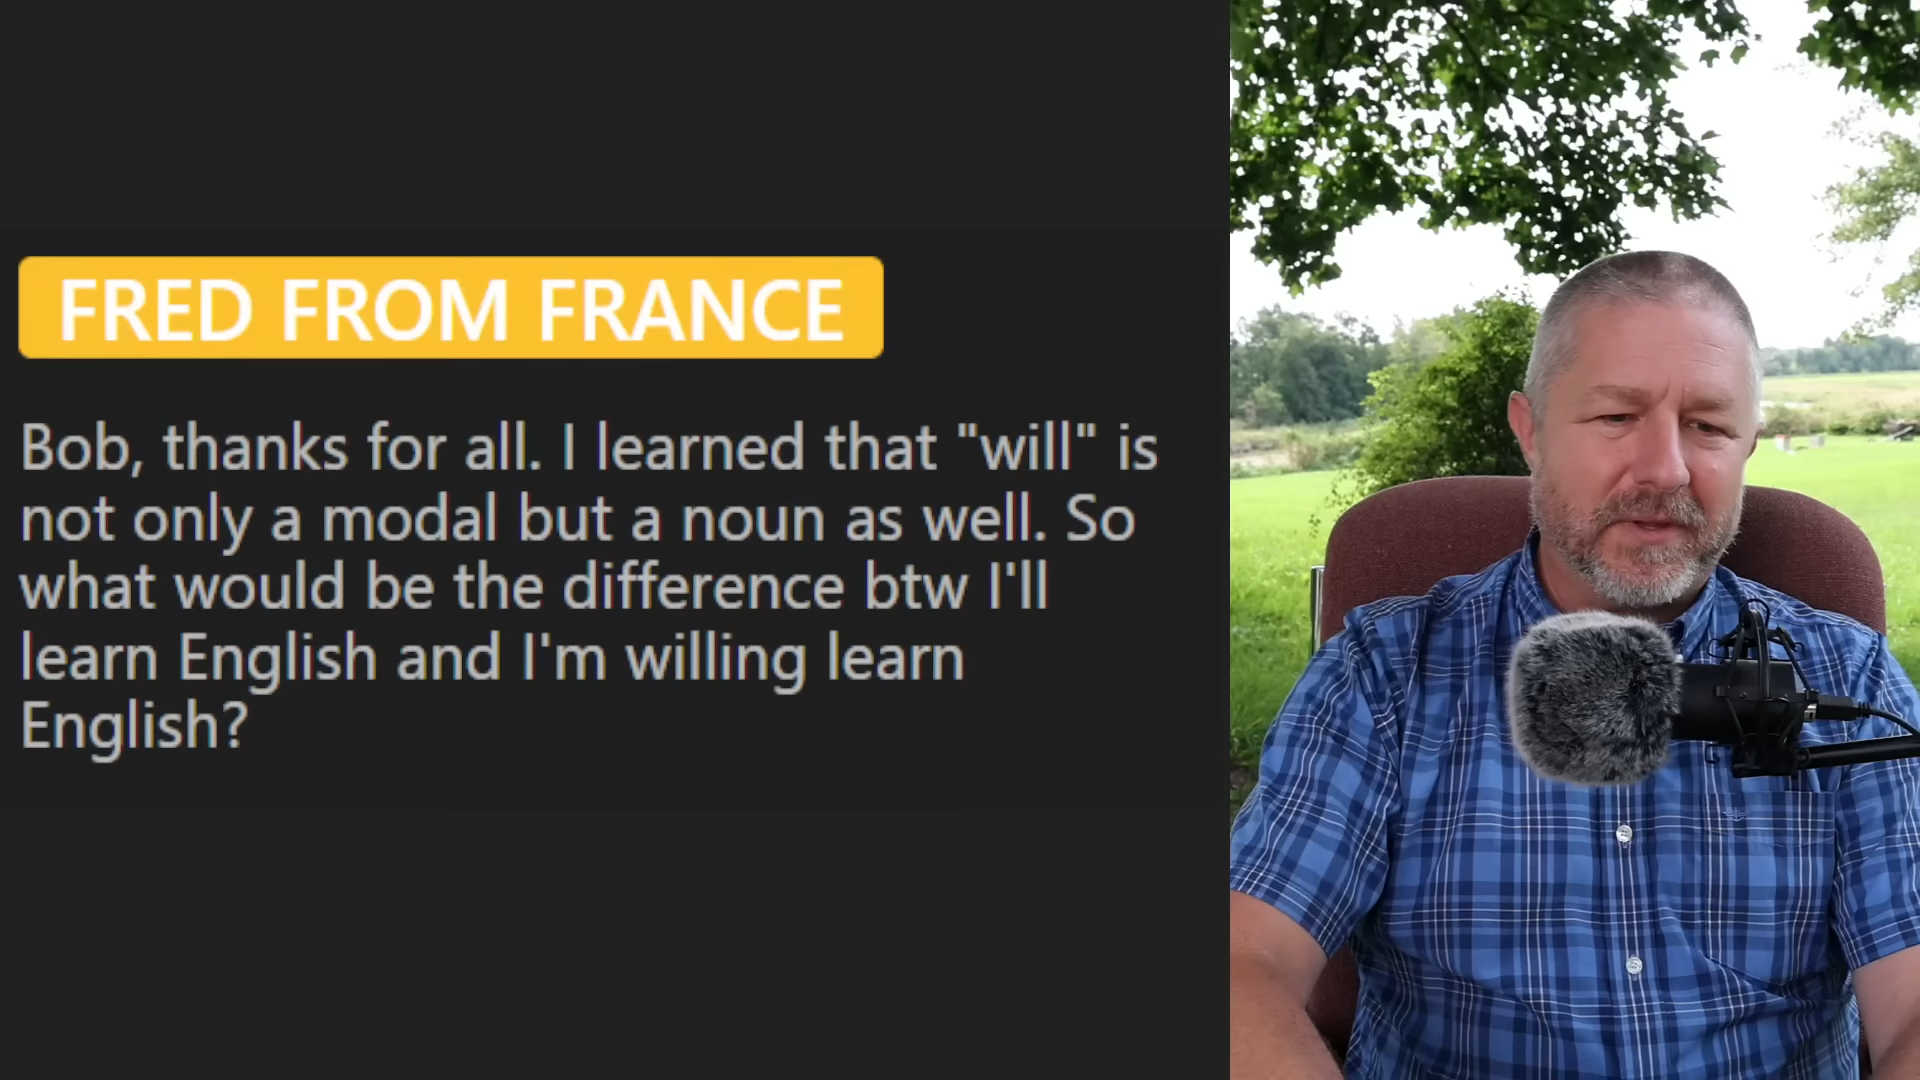 FRED FROM FRANCE
Bob, thanks for all. I learned that "will" is
not only a modal but a noun as well. So
what would be the difference btw I'll
learn English and I'm willing learn
English?